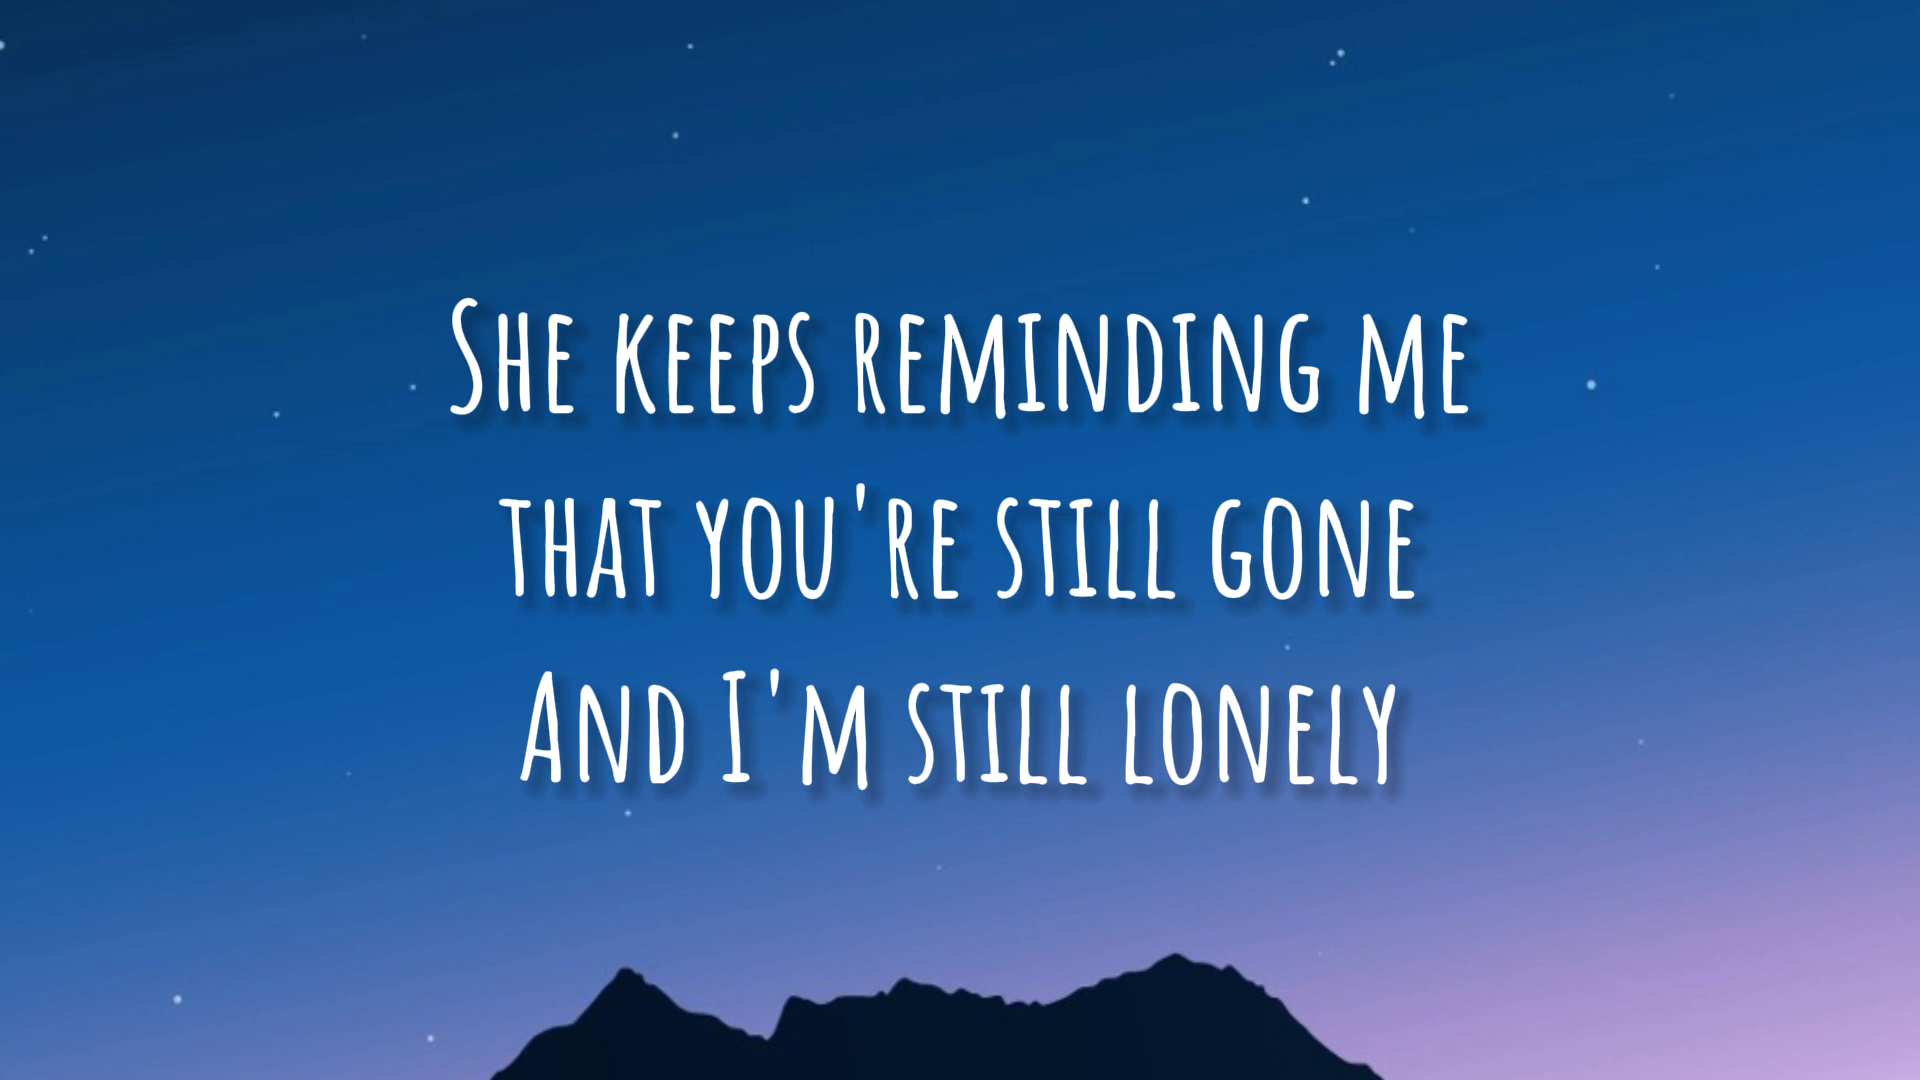 She keeps reminding me
that you're still gone
And I'm still lonely